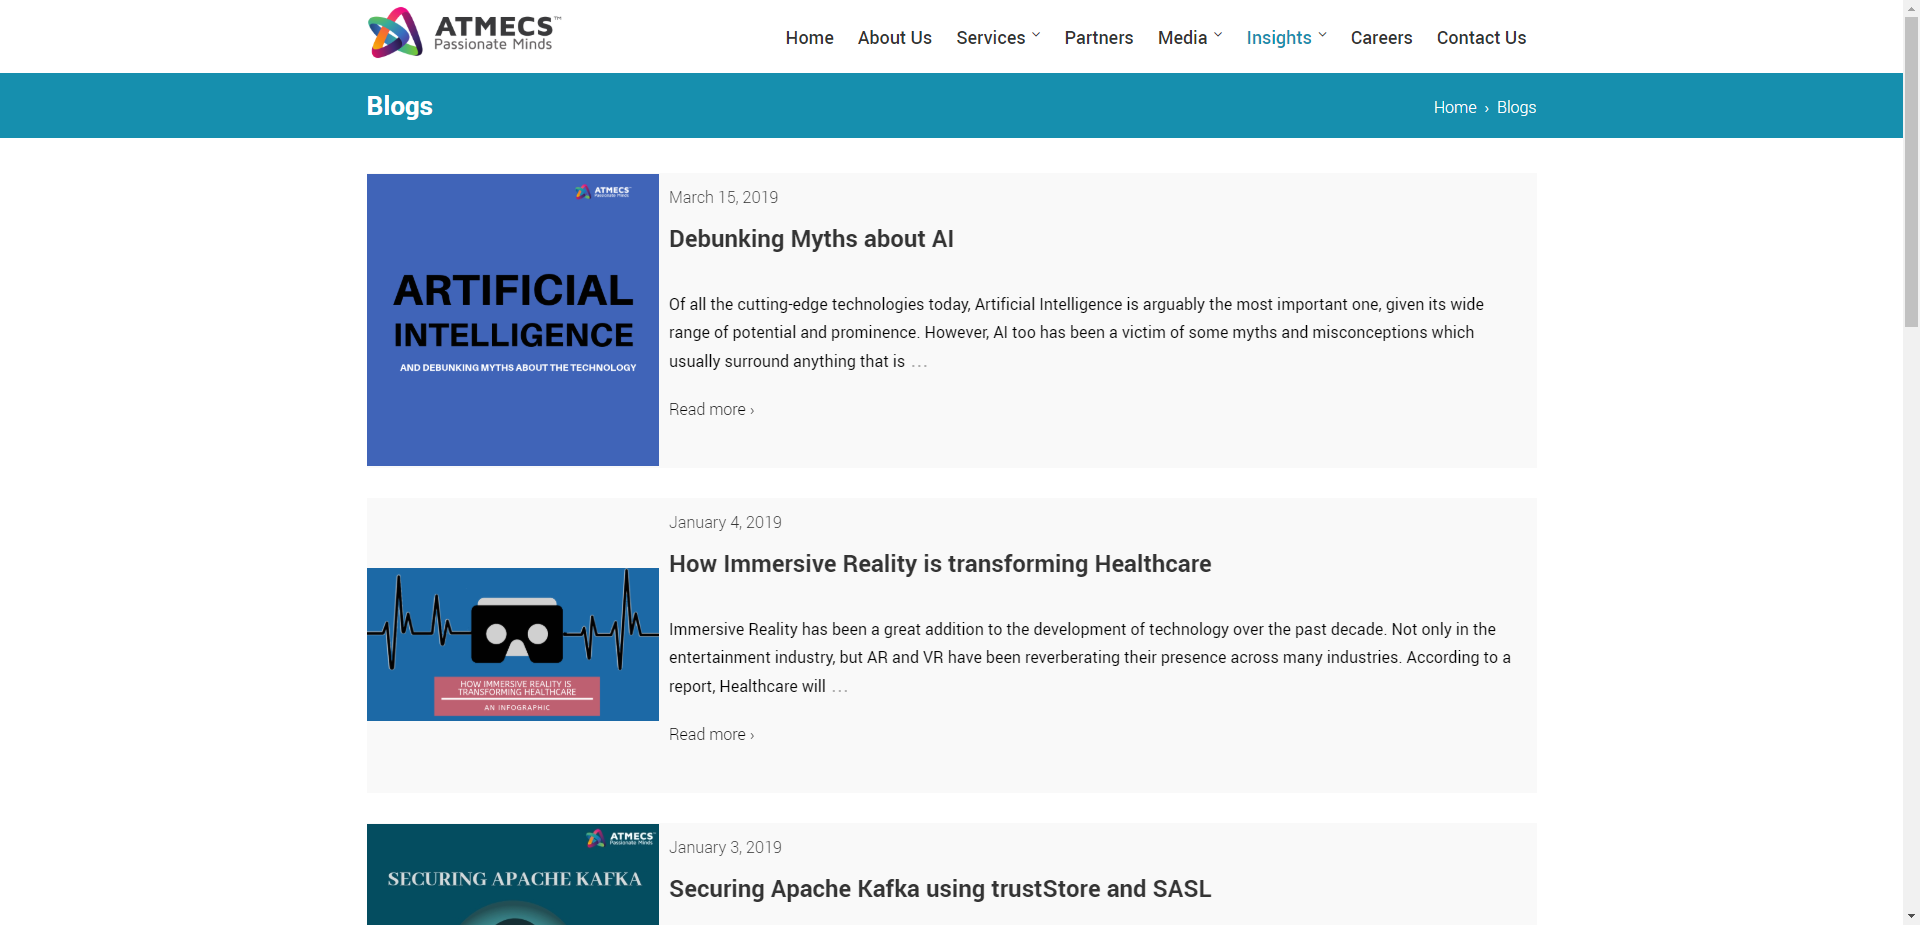 ATMECS™
Passionate Minds
Home About Us Services Partners Media Insights Careers Contact Us
Blogs
Home › Blogs
ATMECS
Passionate Minds
ARTIFICIAL
INTELLIGENCE
AND DEBUNKING MYTHS ABOUT THE TECHNOLOGY
March 15, 2019
Debunking Myths about AI
Of all the cutting-edge technologies today, Artificial Intelligence is arguably the most important one, given its wide
range of potential and prominence. However, AI too has been a victim of some myths and misconceptions which
usually surround anything that is ...
Read more ›
HOW IMMERSIVE REALITY IS
TRANSFORMING HEALTHCARE
AN INFOGRAPHIC
January 4, 2019
How Immersive Reality is transforming Healthcare
Immersive Reality has been a great addition to the development of technology over the past decade. Not only in the
entertainment industry, but AR and VR have been reverberating their presence across many industries. According to a
report, Healthcare will ...
Read more ›
ATMECS
Passionate Minds
SECURING APACHE KAFKA
January 3, 2019
Securing Apache Kafka using trustStore and SASL